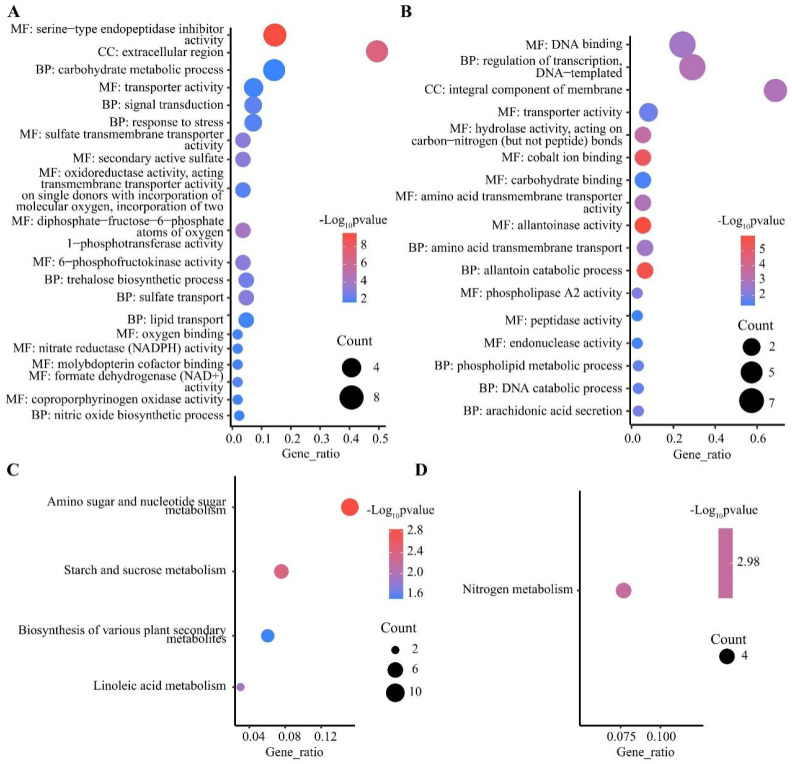 A
MF: serine−type endopeptidase inhibitor
activity
CC: extracellular region
BP: carbohydrate metabolic process
MF: transporter activity
BP: signal transduction
BP: response to stress
MF: sulfate transmembrane transporter
activity
MF: secondary active sulfate
MF: oxidoreductase activity, acting
transmembrane transporter activity
on single donors with incorporation of
molecular oxygen, incorporation of two
MF: diphosphate−fructose−6−phosphate
atoms of oxygen
1−phosphotransferase activity
MF: 6−phosphofructokinase activity
BP: trehalose biosynthetic process
BP: sulfate transport
BP: lipid transport
MF: oxygen binding
MF: nitrate reductase (NADPH) activity
MF: molybdopterin cofactor binding
MF: formate dehydrogenase (NAD+)
activity
MF: coproporphyrinogen oxidase activity
BP: nitric oxide biosynthetic process
0.0 0.1 0.2 0.3 0.4 0.5
Gene_ratio
-Log10pvalue
8
6
4
2
Count
4
8
B
MF: DNA binding
BP: regulation of transcription,
DNA−templated
CC: integral component of membrane
MF: transporter activity
MF: hydrolase activity, acting on
carbon−nitrogen (but not peptide) bonds
MF: cobalt ion binding
MF: carbohydrate binding
MF: amino acid transmembrane transporter
activity
MF: allantoinase activity
BP: amino acid transmembrane transport
BP: allantoin catabolic process
MF: phospholipase A2 activity
MF: peptidase activity
MF: endonuclease activity
BP: phospholipid metabolic process
BP: DNA catabolic process
BP: arachidonic acid secretion
0.0 0.2 0.4 0.6
Gene_ratio
-Log10pvalue
5
4
3
2
Count
2
5
7
C
Amino sugar and nucleotide sugar
metabolism
Starch and sucrose metabolism
Biosynthesis of various plant secondary
metabolites
Linoleic acid metabolism
0.04 0.08 0.12
Gene_ratio
-Log10pvalue
2.8
2.4
2.0
1.6
Count
2
6
10
D
Nitrogen metabolism
0.075 0.100
Gene_ratio
-Log10pvalue
2.98
Count
4